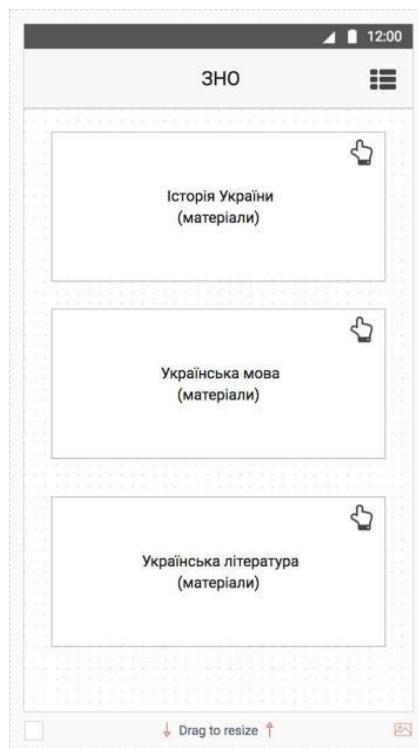 12:00
ЗНО
Історія України
(матеріали)
Українська мова
(матеріали)
Українська література
(матеріали)
Drag to resize